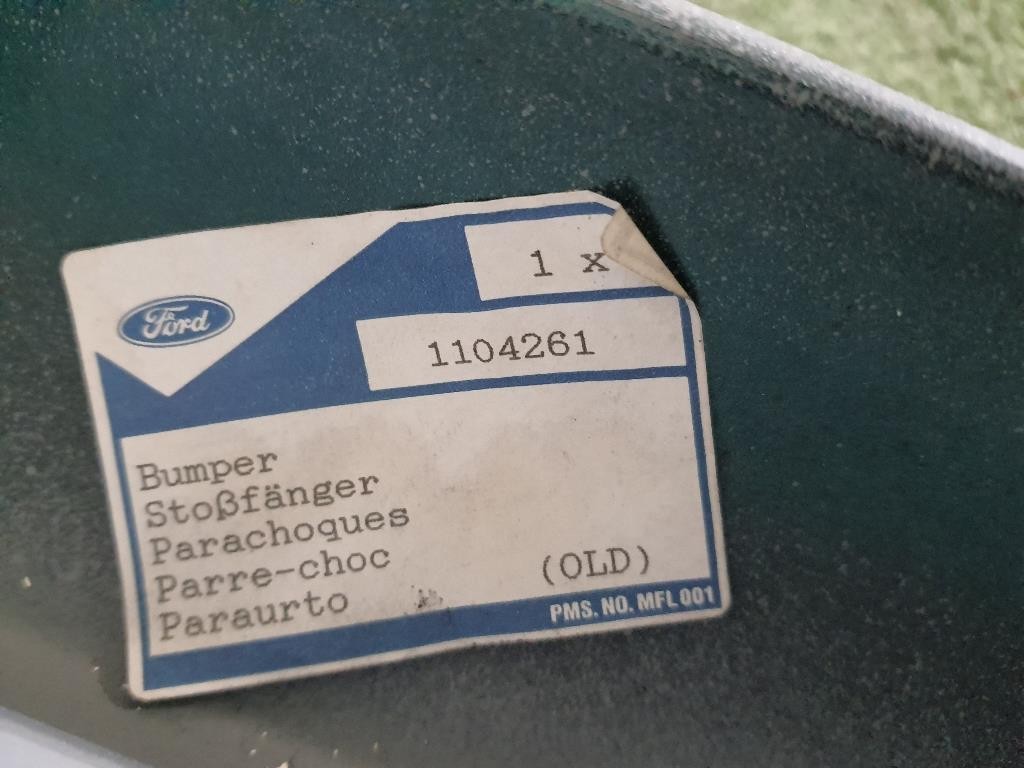 Ford
1 x
1104261
Bumper
Stoßfänger
Parachoques
Parre-choc
Paraurto
(OLD)
PMS. NO. MFL 001